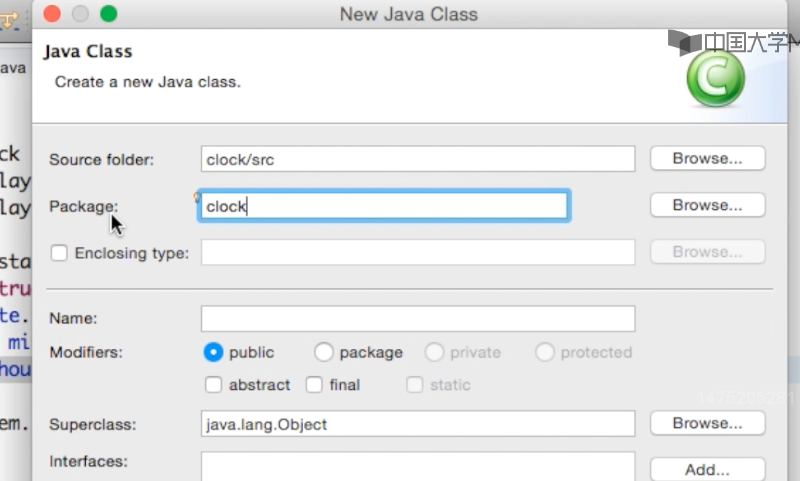 New Java Class
中国大学M
Java Class
Create a new Java class.
ava
Source folder: clock/src Browse...
ck
Package: clock Browse...
lay
lay
Enclosing type: Browse...
sta
tru
te.
Name:
mi
Modifiers: public package private protected
hou
abstract final static
em.
Superclass: java.lang.Object Browse...
Interfaces: Add...